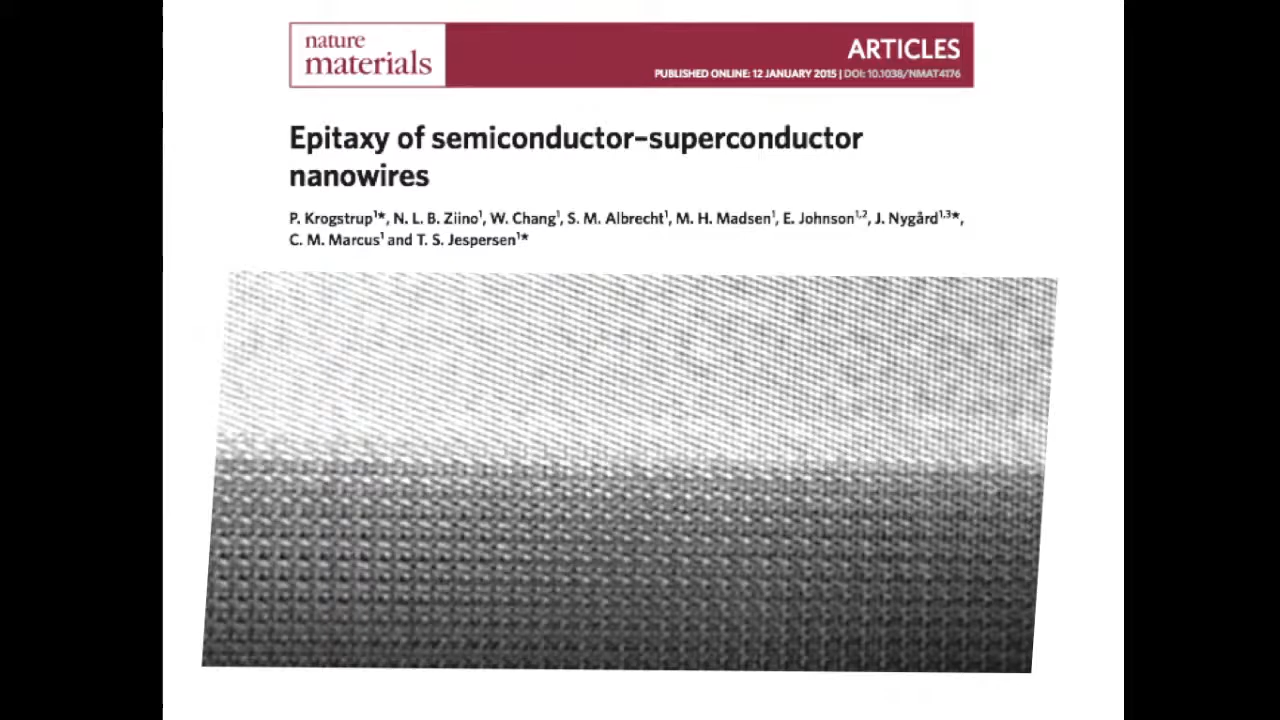 nature
materials
ARTICLES
PUBLISHED ONLINE: 12 JANUARY 2015 | DOI: 10.1038/NMAT4176
Epitaxy of semiconductor–superconductor
nanowires
P. Krogstrup¹*, N. L. B. Ziino¹, W. Chang¹, S. M. Albrecht¹, M. H. Madsen¹, E. Johnson¹,², J. Nygård¹,³*,
C. M. Marcus¹ and T. S. Jespersen¹*